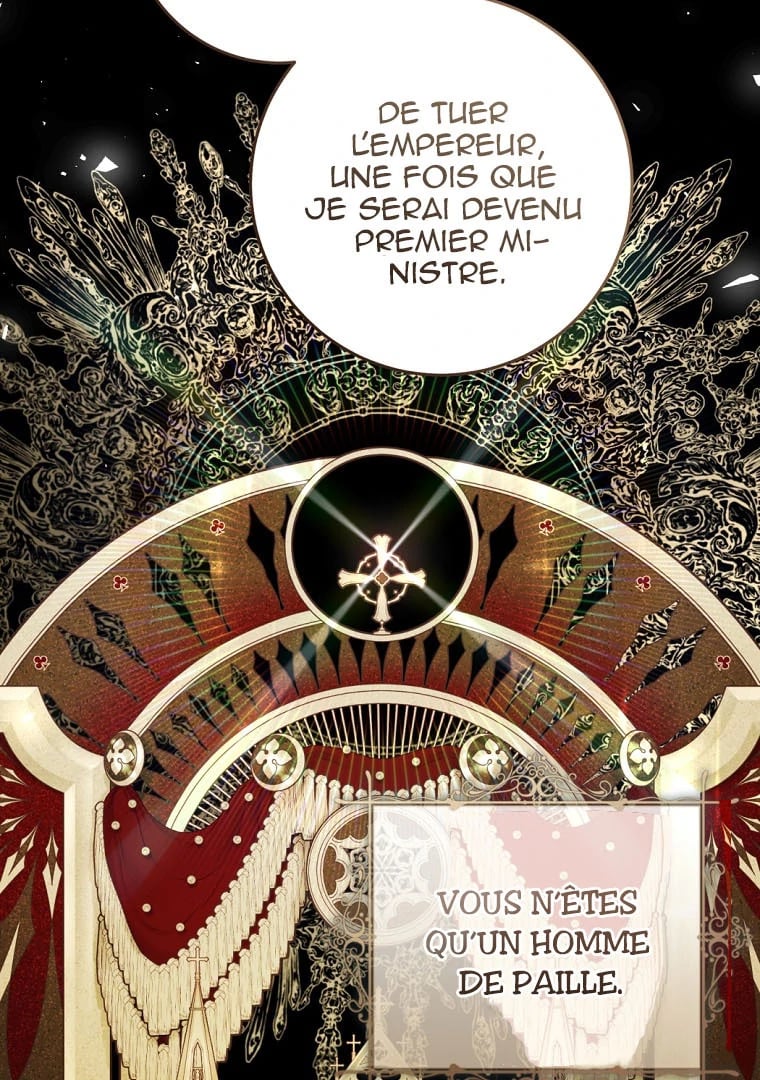 DE TUER
L'EMPEREUR,
UNE FOIS QUE
JE SERAI DEVENU
PREMIER MI-
NISTRE.
VOUS N'ÊTES
QU'UN HOMME
DE PAILLE.